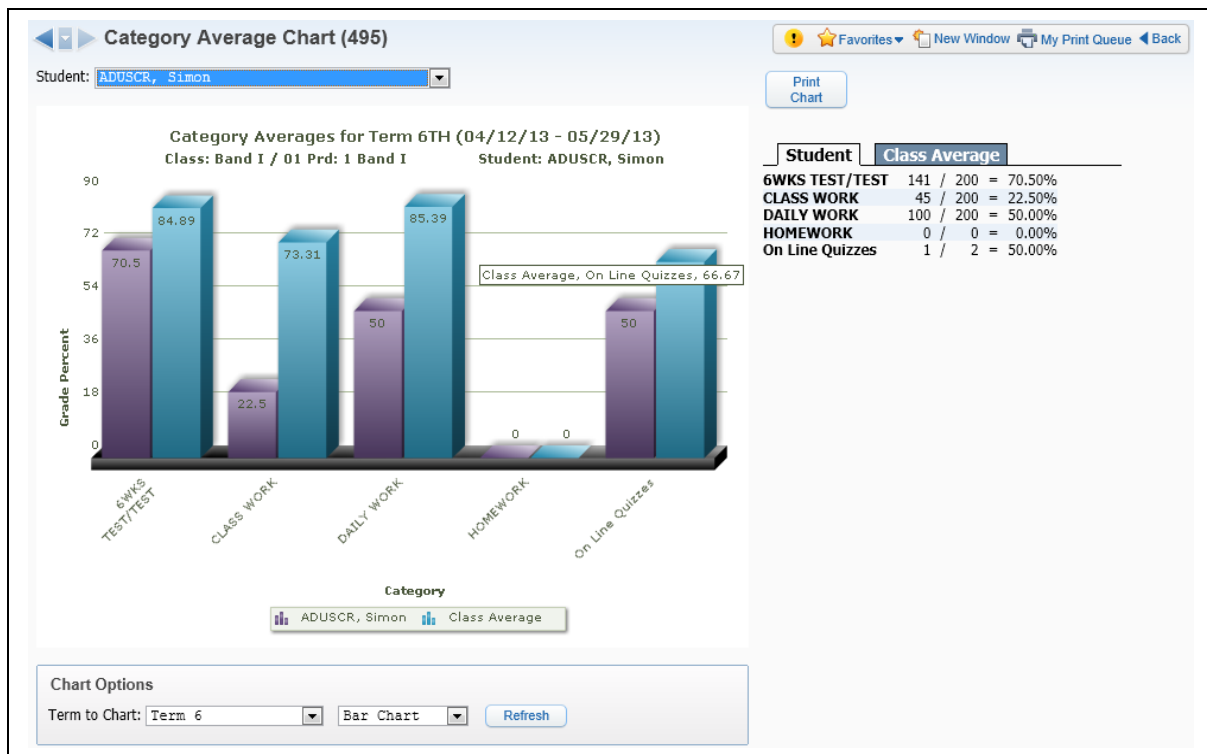 Category Average Chart (495)
Favorites New Window My Print Queue Back
Student: ADUSCR, Simon
Print
Chart
Category Averages for Term 6TH (04/12/13 - 05/29/13)
Class: Band I / 01 Prd: 1 Band I Student: ADUSCR, Simon
Student Class Average
6WKS TEST/TEST 141 / 200 = 70.50%
CLASS WORK 45 / 200 = 22.50%
DAILY WORK 100 / 200 = 50.00%
HOMEWORK 0 / 0 = 0.00%
On Line Quizzes 1 / 2 = 50.00%
Grade Percent
90
72
54
36
18
0
70.5
84.89
22.5
73.31
50
85.39
0
0
50
Class Average, On Line Quizzes, 66.67
6WKS
TEST/TEST
CLASS WORK
DAILY WORK
HOMEWORK
On Line Quizzes
Category
ADUSCR, Simon Class Average
Chart Options
Term to Chart: Term 6 Bar Chart Refresh